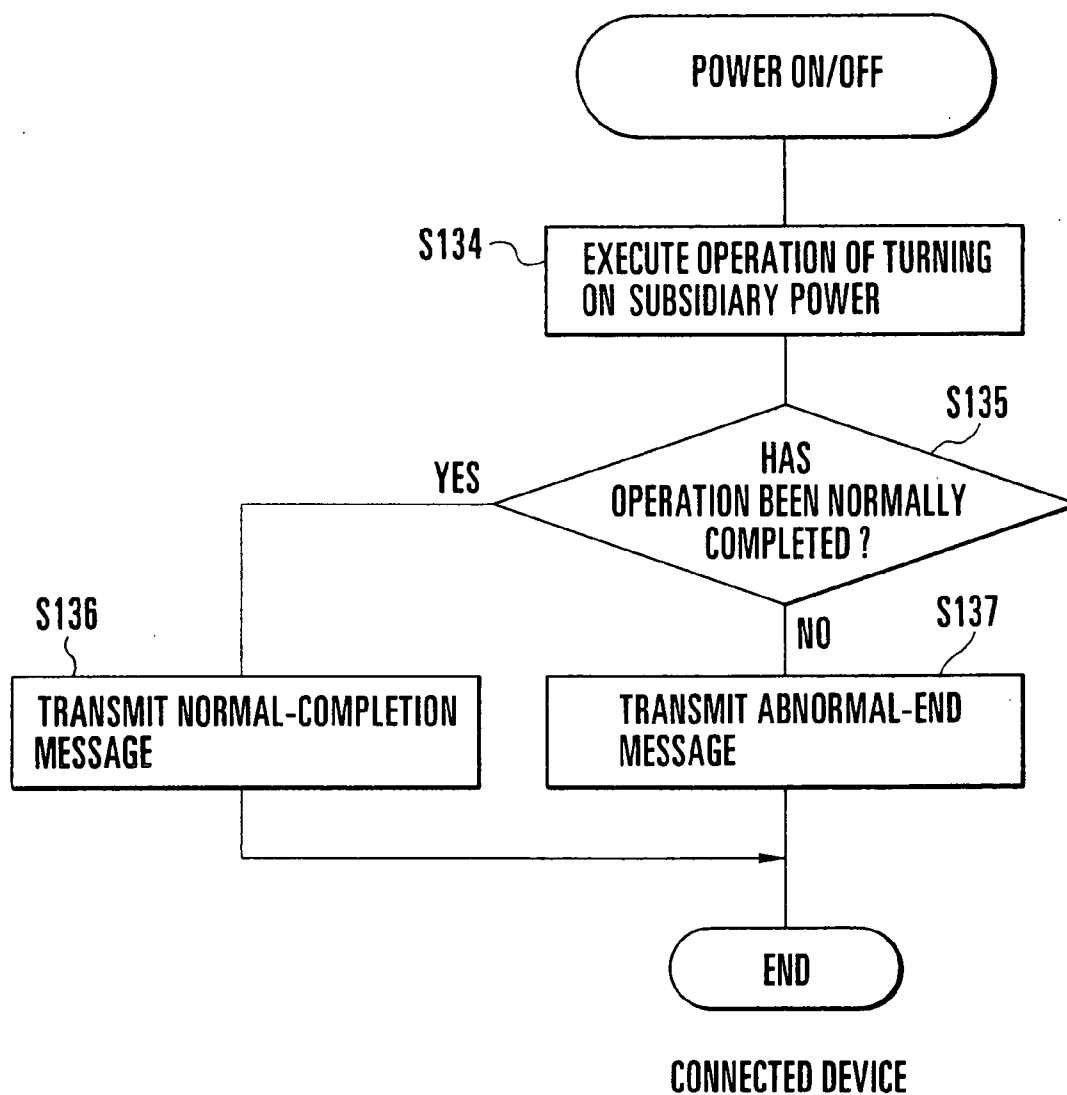 POWER ON/OFF
S134
EXECUTE OPERATION OF TURNING
ON SUBSIDIARY POWER
S135
HAS
OPERATION BEEN NORMALLY
COMPLETED ?
YES
NO
S136
TRANSMIT NORMAL-COMPLETION
MESSAGE
S137
TRANSMIT ABNORMAL-END
MESSAGE
END
CONNECTED DEVICE